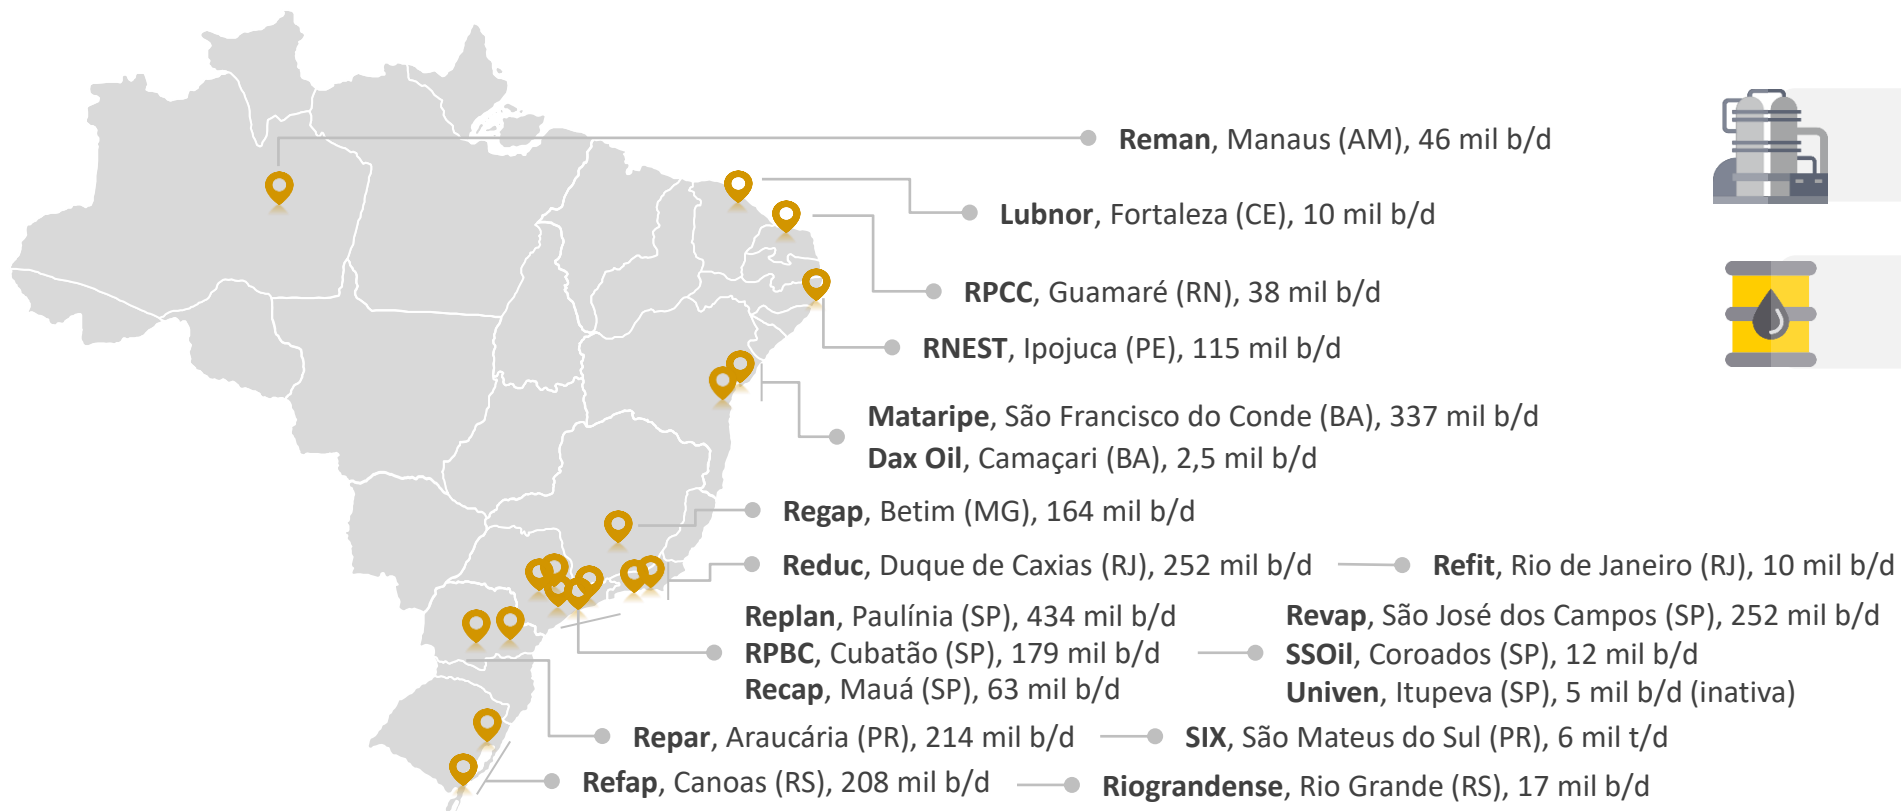 Reman, Manaus (AM), 46 mil b/d
Lubnor, Fortaleza (CE), 10 mil b/d
RPCC, Guamaré (RN), 38 mil b/d
RNEST, Ipojuca (PE), 115 mil b/d
Mataripe, São Francisco do Conde (BA), 337 mil b/d
Dax Oil, Camaçari (BA), 2,5 mil b/d
Regap, Betim (MG), 164 mil b/d
Reduc, Duque de Caxias (RJ), 252 mil b/d
Refit, Rio de Janeiro (RJ), 10 mil b/d
Replan, Paulínia (SP), 434 mil b/d
RPBC, Cubatão (SP), 179 mil b/d
Recap, Mauá (SP), 63 mil b/d
Revap, São José dos Campos (SP), 252 mil b/d
SSOil, Coroados (SP), 12 mil b/d
Univen, Itupeva (SP), 5 mil b/d (inativa)
Repar, Araucária (PR), 214 mil b/d
SIX, São Mateus do Sul (PR), 6 mil t/d
Refap, Canoas (RS), 208 mil b/d
Riograndense, Rio Grande (RS), 17 mil b/d